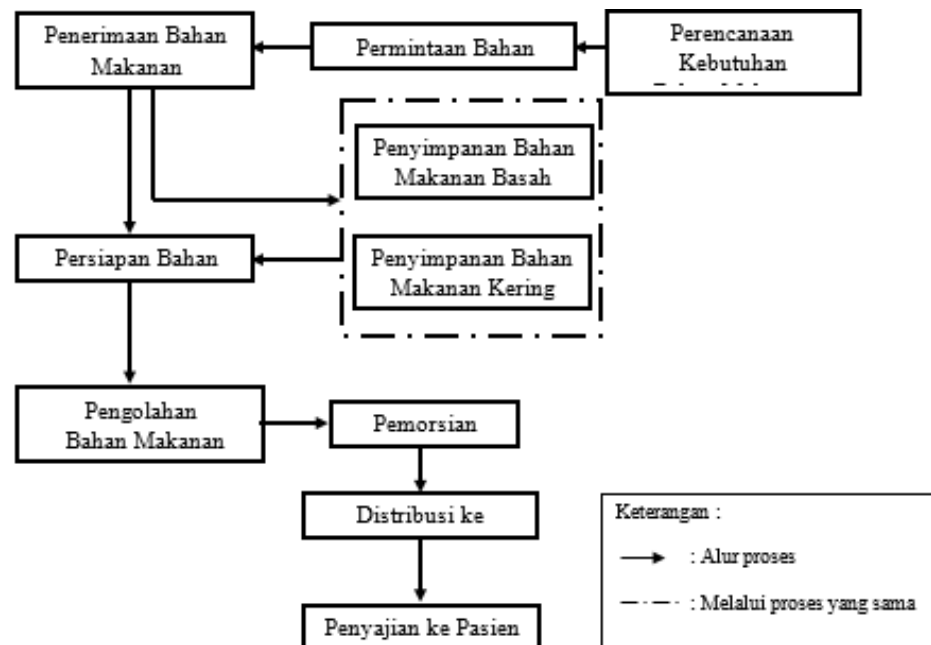 Penerimaan Bahan
Makanan
Permintaan Bahan
Perencanaan
Kebutuhan
Penyimpanan Bahan
Makanan Basah
Persiapan Bahan
Penyimpanan Bahan
Makanan Kering
Pengolahan
Bahan Makanan
Pemorsian
Distribusi ke
Penyajian ke Pasien
Keterangan :
: Alur proses
: Melalui proses yang sama